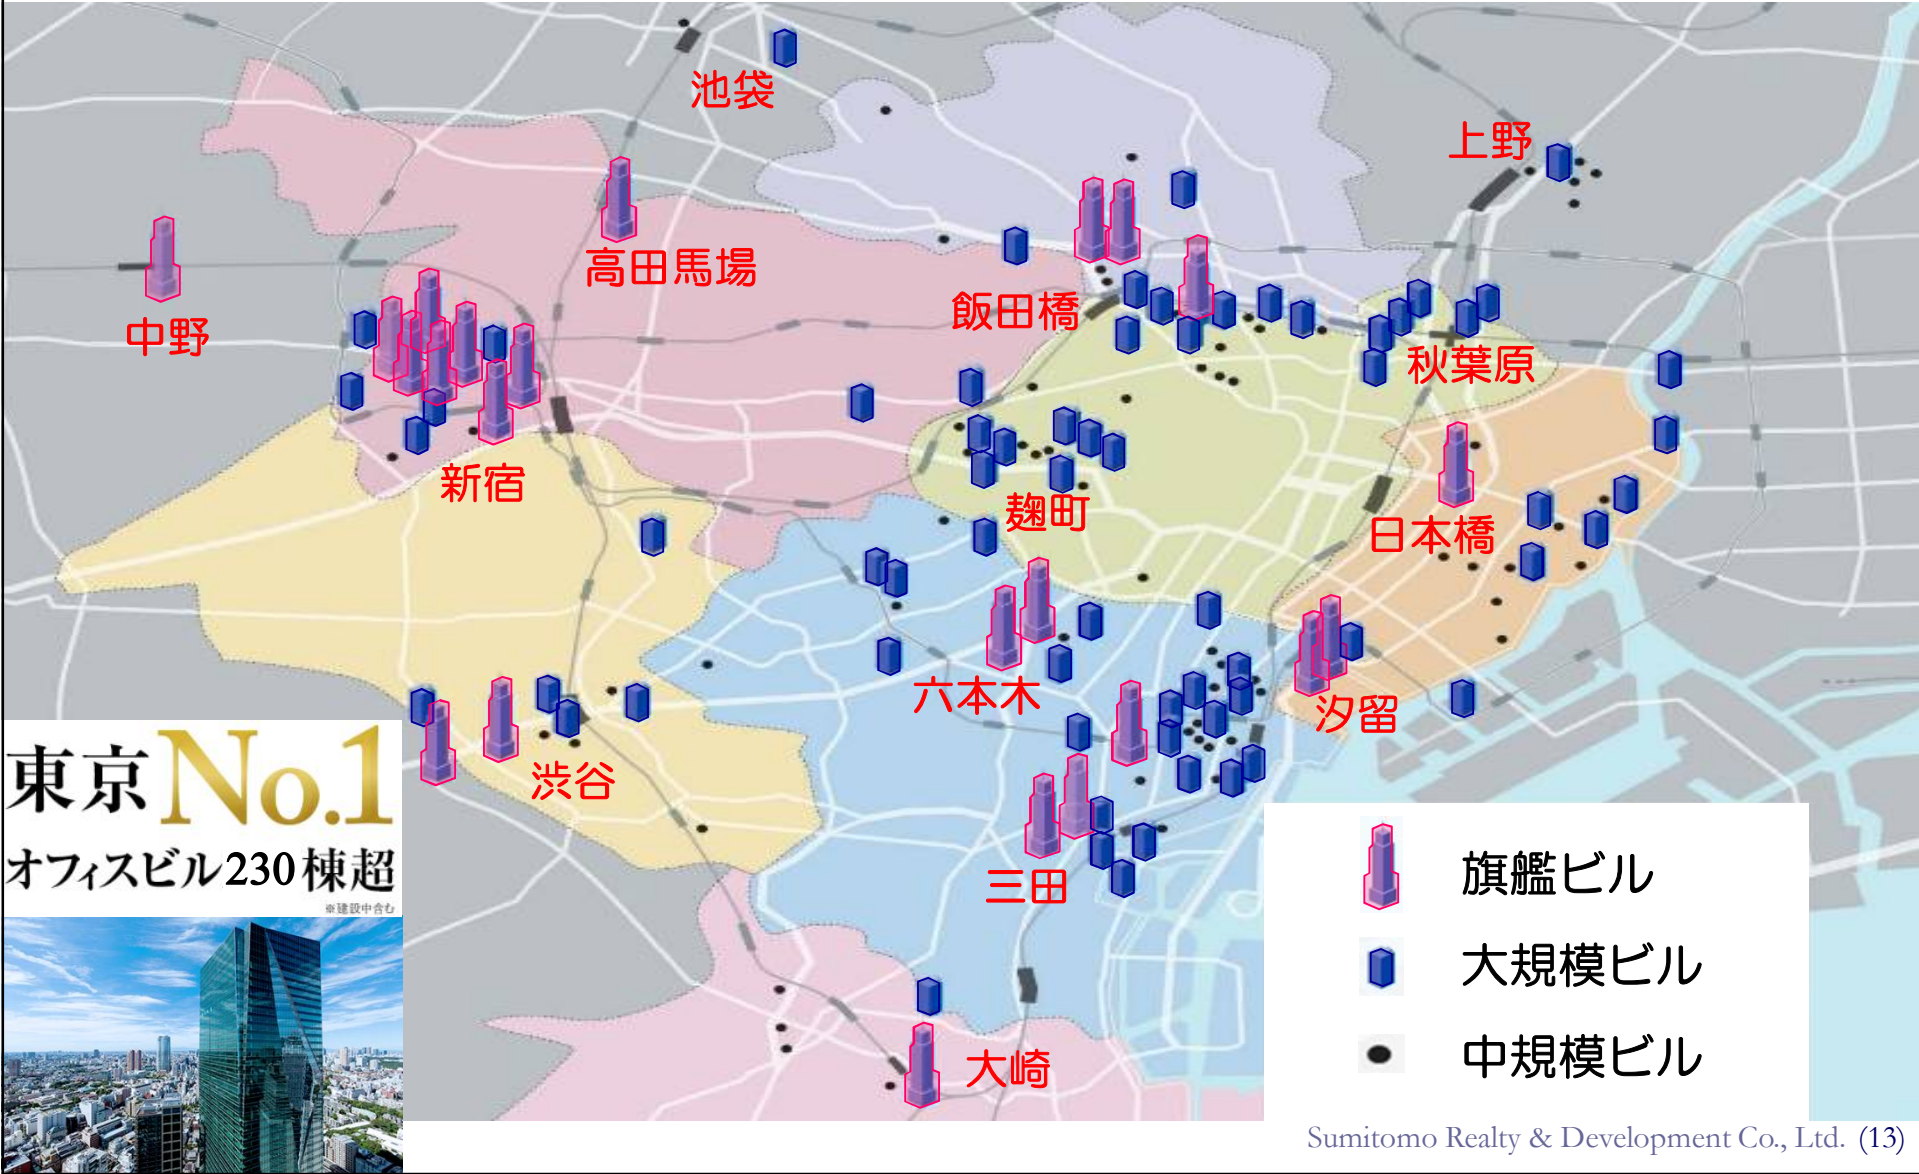 池袋
上野
高田馬場
中野
飯田橋
秋葉原
新宿
麹町
日本橋
六本木
汐留
渋谷
三田
大崎
東京No.1
オフィスビル230棟超
※建設中含む
旗艦ビル
大規模ビル
中規模ビル
Sumitomo Realty & Development Co., Ltd. (13)